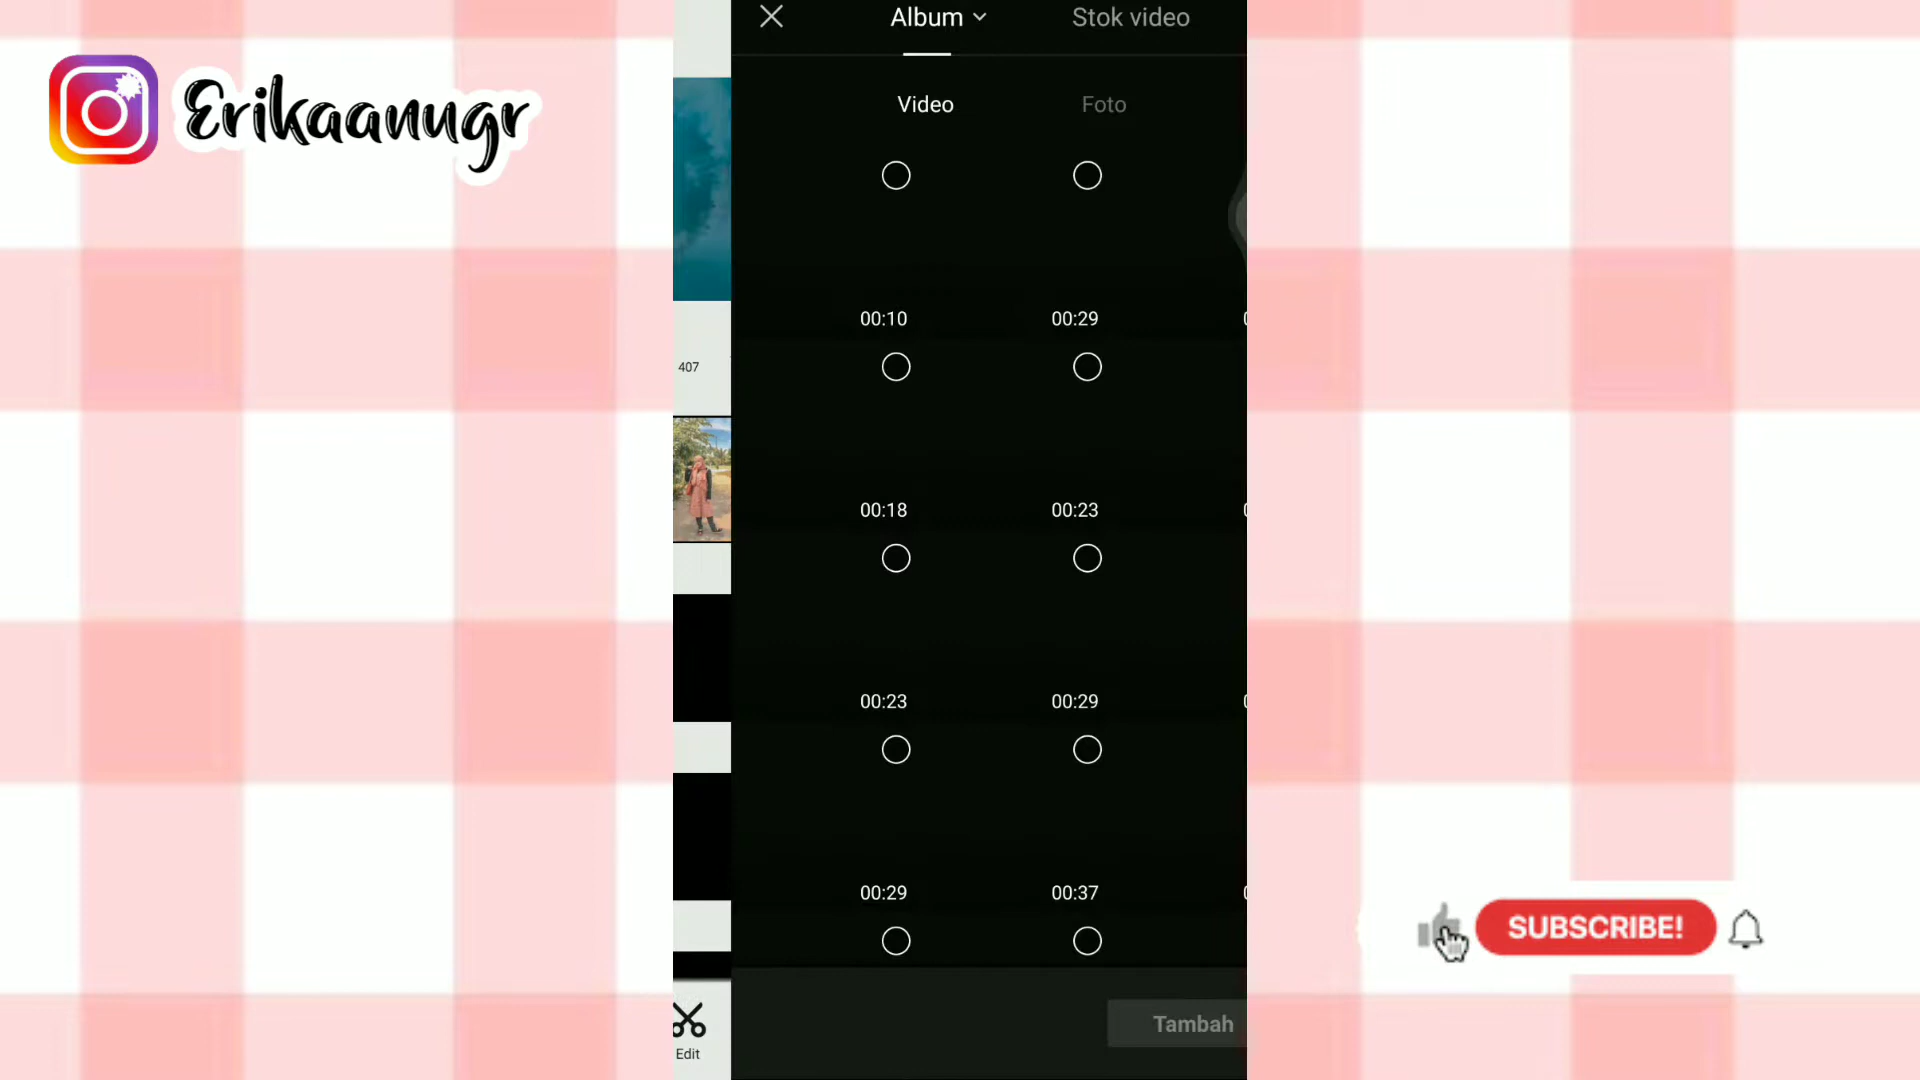 Erikaanugr
Album
Stok video
Video
Foto
00:10
00:29
407
00:18
00:23
00:23
00:29
00:29
00:37
SUBSCRIBE!
Tambah
Edit